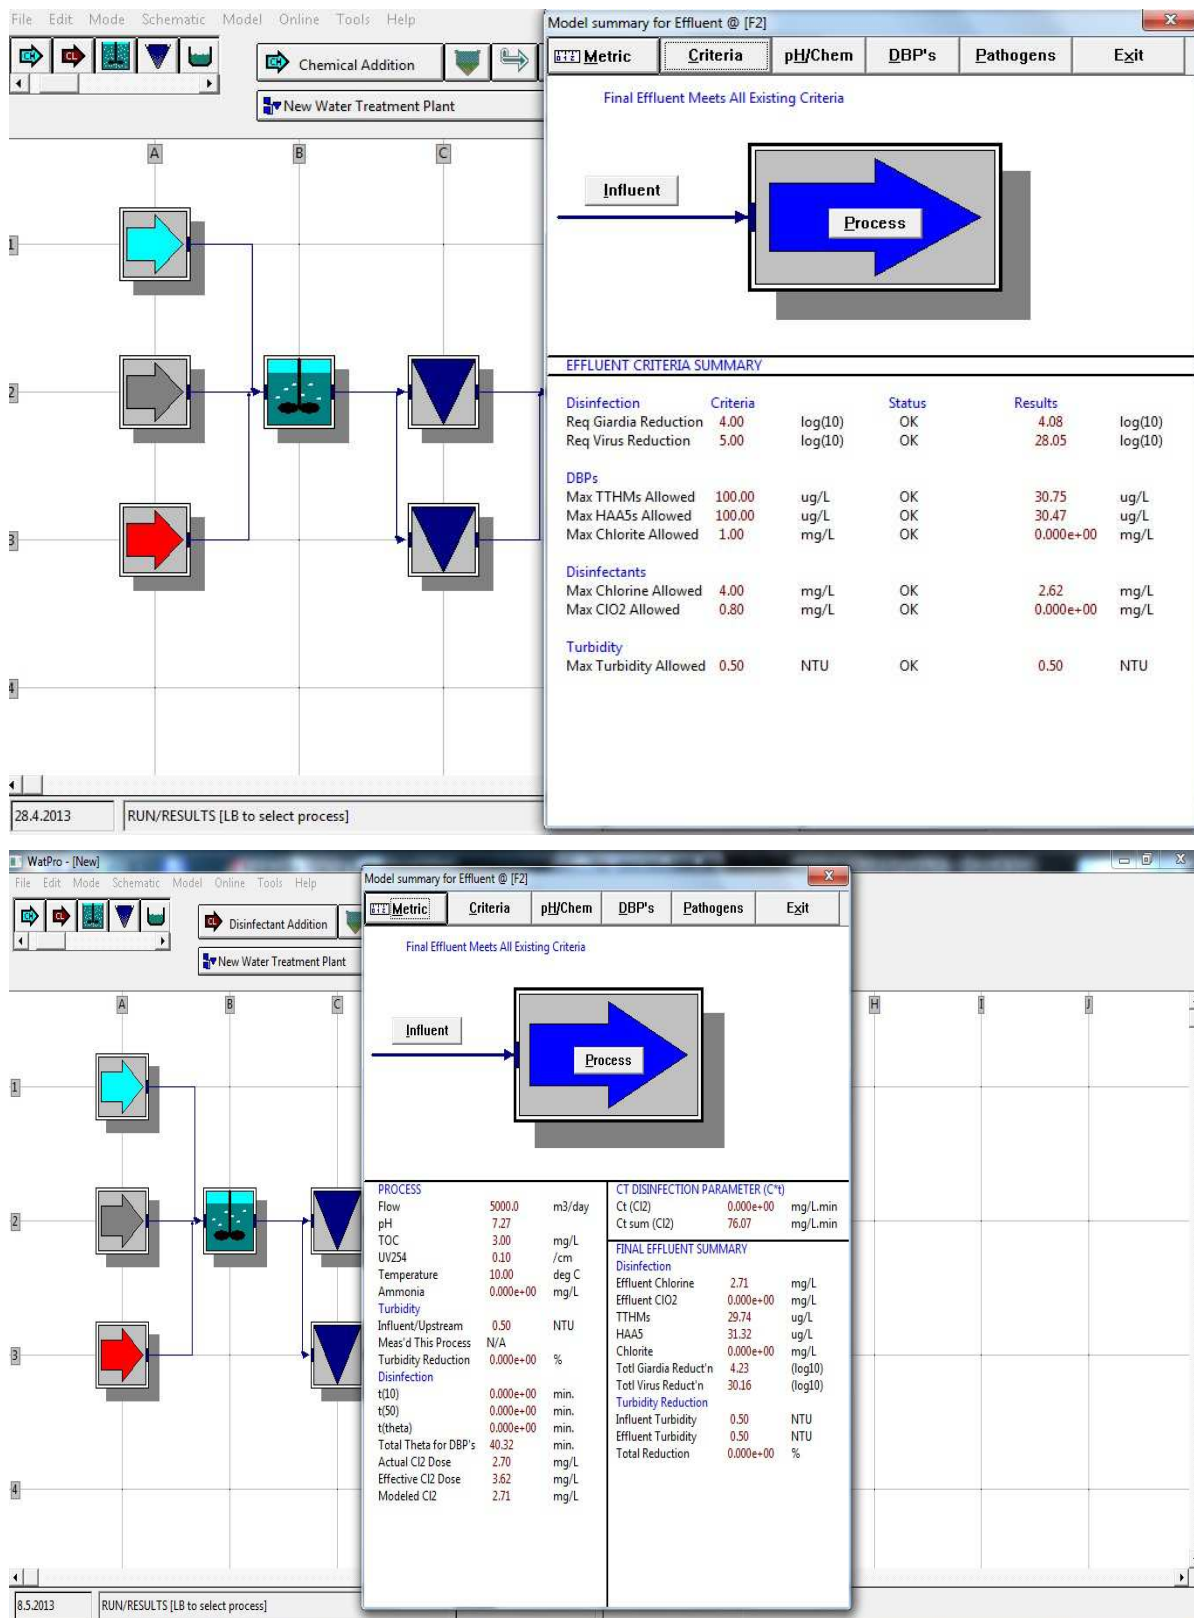 File Edit Mode Schematic Model Online Tools Help
CH CL Chemical Addition
New Water Treatment Plant
A B C
1
2
3
4
28.4.2013 RUN/RESULTS [LB to select process]
Model summary for Effluent @ [F2]
Metric Criteria pH/Chem DBP's Pathogens Exit
Final Effluent Meets All Existing Criteria
Influent
Process
EFFLUENT CRITERIA SUMMARY
Disinfection Criteria Status Results
Req Giardia Reduction 4.00 log(10) OK 4.08 log(10)
Req Virus Reduction 5.00 log(10) OK 28.05 log(10)
DBPs
Max TTHMs Allowed 100.00 ug/L OK 30.75 ug/L
Max HAA5s Allowed 100.00 ug/L OK 30.47 ug/L
Max Chlorite Allowed 1.00 mg/L OK 0.000e+00 mg/L
Disinfectants
Max Chlorine Allowed 4.00 mg/L OK 2.62 mg/L
Max ClO2 Allowed 0.80 mg/L OK 0.000e+00 mg/L
Turbidity
Max Turbidity Allowed 0.50 NTU OK 0.50 NTU
WatPro - [New]
File Edit Mode Schematic Model Online Tools Help
CH CL Disinfectant Addition
New Water Treatment Plant
A B C H I J
1
2
3
4
8.5.2013 RUN/RESULTS [LB to select process]
Model summary for Effluent @ [F2]
Metric Criteria pH/Chem DBP's Pathogens Exit
Final Effluent Meets All Existing Criteria
Influent
Process
PROCESS
Flow 5000.0 m3/day
pH 7.27
TOC 3.00 mg/L
UV254 0.10 /cm
Temperature 10.00 deg C
Ammonia 0.000e+00 mg/L
Turbidity
Influent/Upstream 0.50 NTU
Meas'd This Process N/A
Turbidity Reduction 0.000e+00 %
Disinfection
t(10) 0.000e+00 min.
t(50) 0.000e+00 min.
t(theta) 0.000e+00 min.
Total Theta for DBP's 40.32 min.
Actual Cl2 Dose 2.70 mg/L
Effective Cl2 Dose 3.62 mg/L
Modeled Cl2 2.71 mg/L
CT DISINFECTION PARAMETER (C*t)
Ct (Cl2) 0.000e+00 mg/L.min
Ct sum (Cl2) 76.07 mg/L.min
FINAL EFFLUENT SUMMARY
Disinfection
Effluent Chlorine 2.71 mg/L
Effluent ClO2 0.000e+00 mg/L
TTHMs 29.74 ug/L
HAA5 31.32 ug/L
Chlorite 0.000e+00 mg/L
Totl Giardia Reduct'n 4.23 (log10)
Totl Virus Reduct'n 30.16 (log10)
Turbidity Reduction
Influent Turbidity 0.50 NTU
Effluent Turbidity 0.50 NTU
Total Reduction 0.000e+00 %